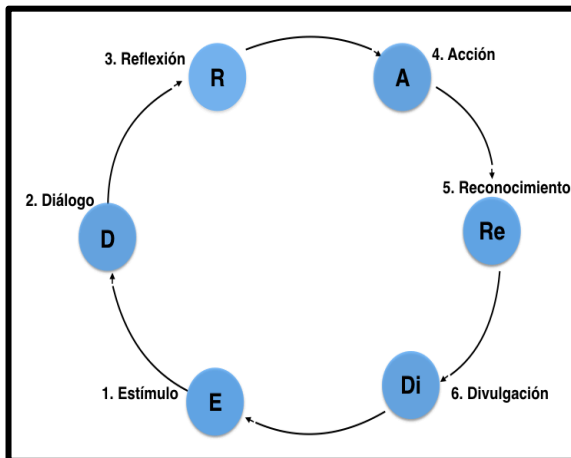 3. Reflexión
R
4. Acción
A
5. Reconocimiento
Re
2. Diálogo
D
1. Estímulo
E
Di
6. Divulgación